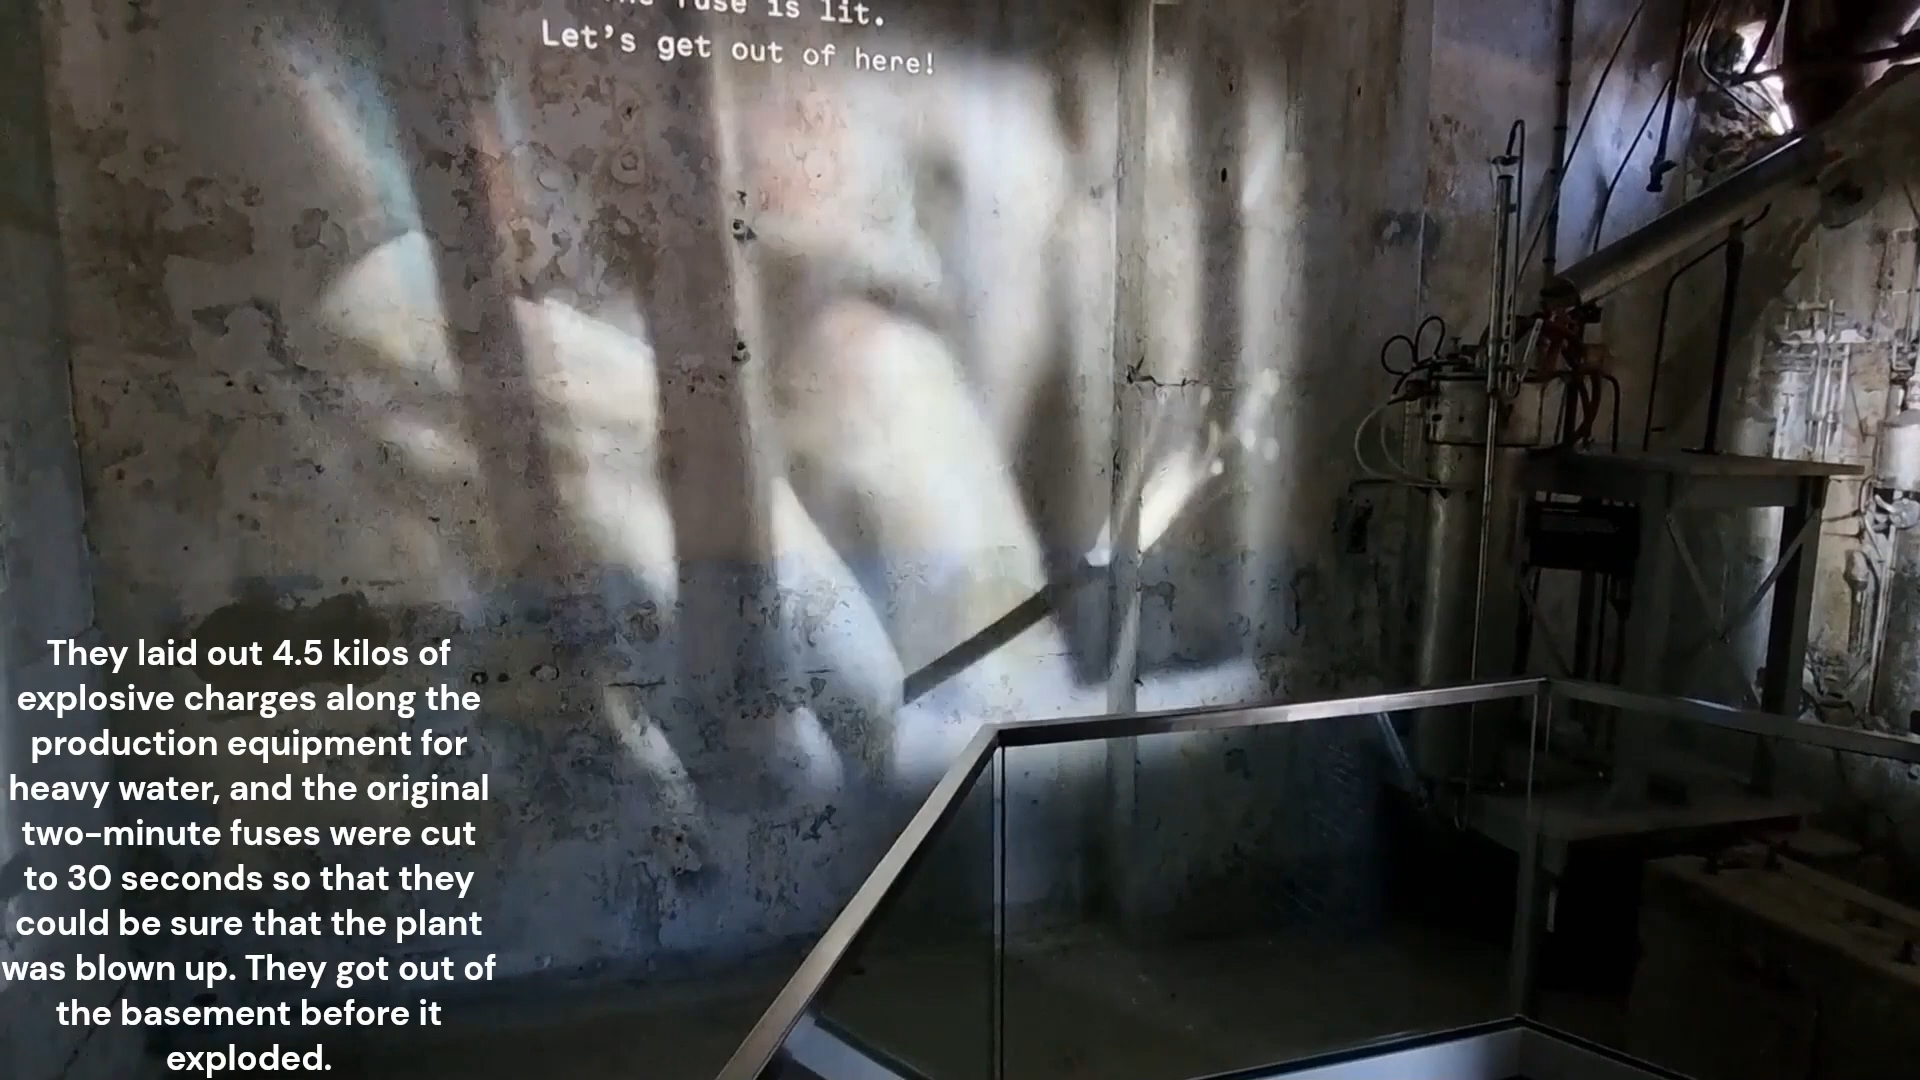 fuse is lit.
Let's get out of here!
They laid out 4.5 kilos of
explosive charges along the
production equipment for
heavy water, and the original
two-minute fuses were cut
to 30 seconds so that they
could be sure that the plant
was blown up. They got out of
the basement before it
exploded.